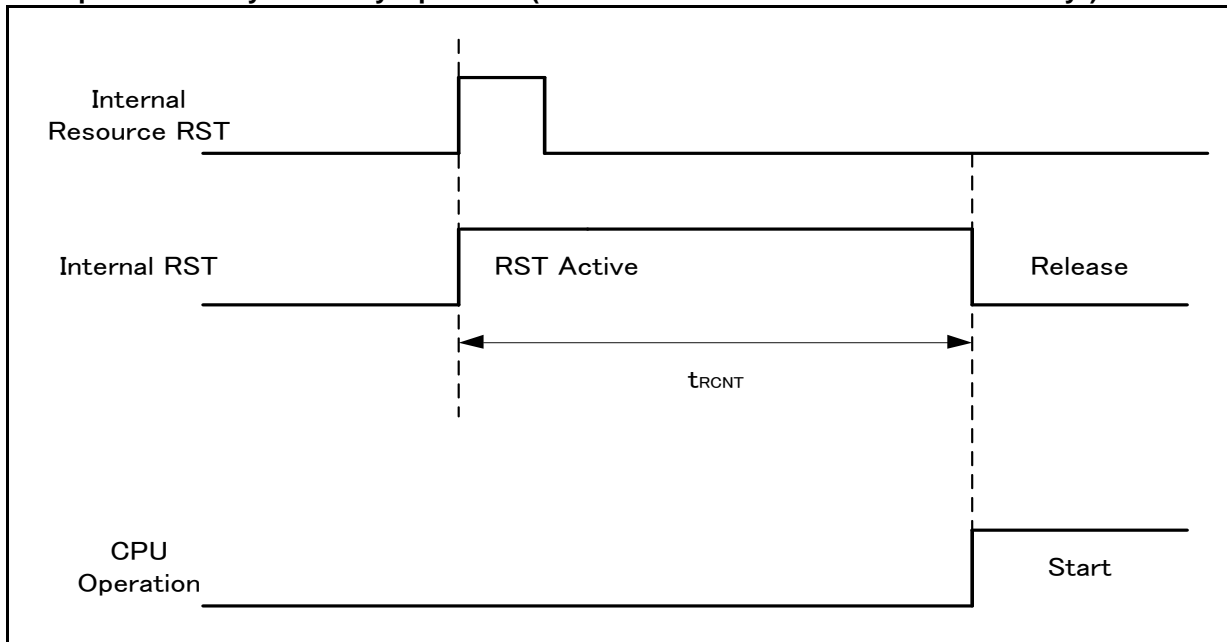 Internal
Resource RST
Internal RST
RST Active
Release
tRCNT
CPU
Operation
Start